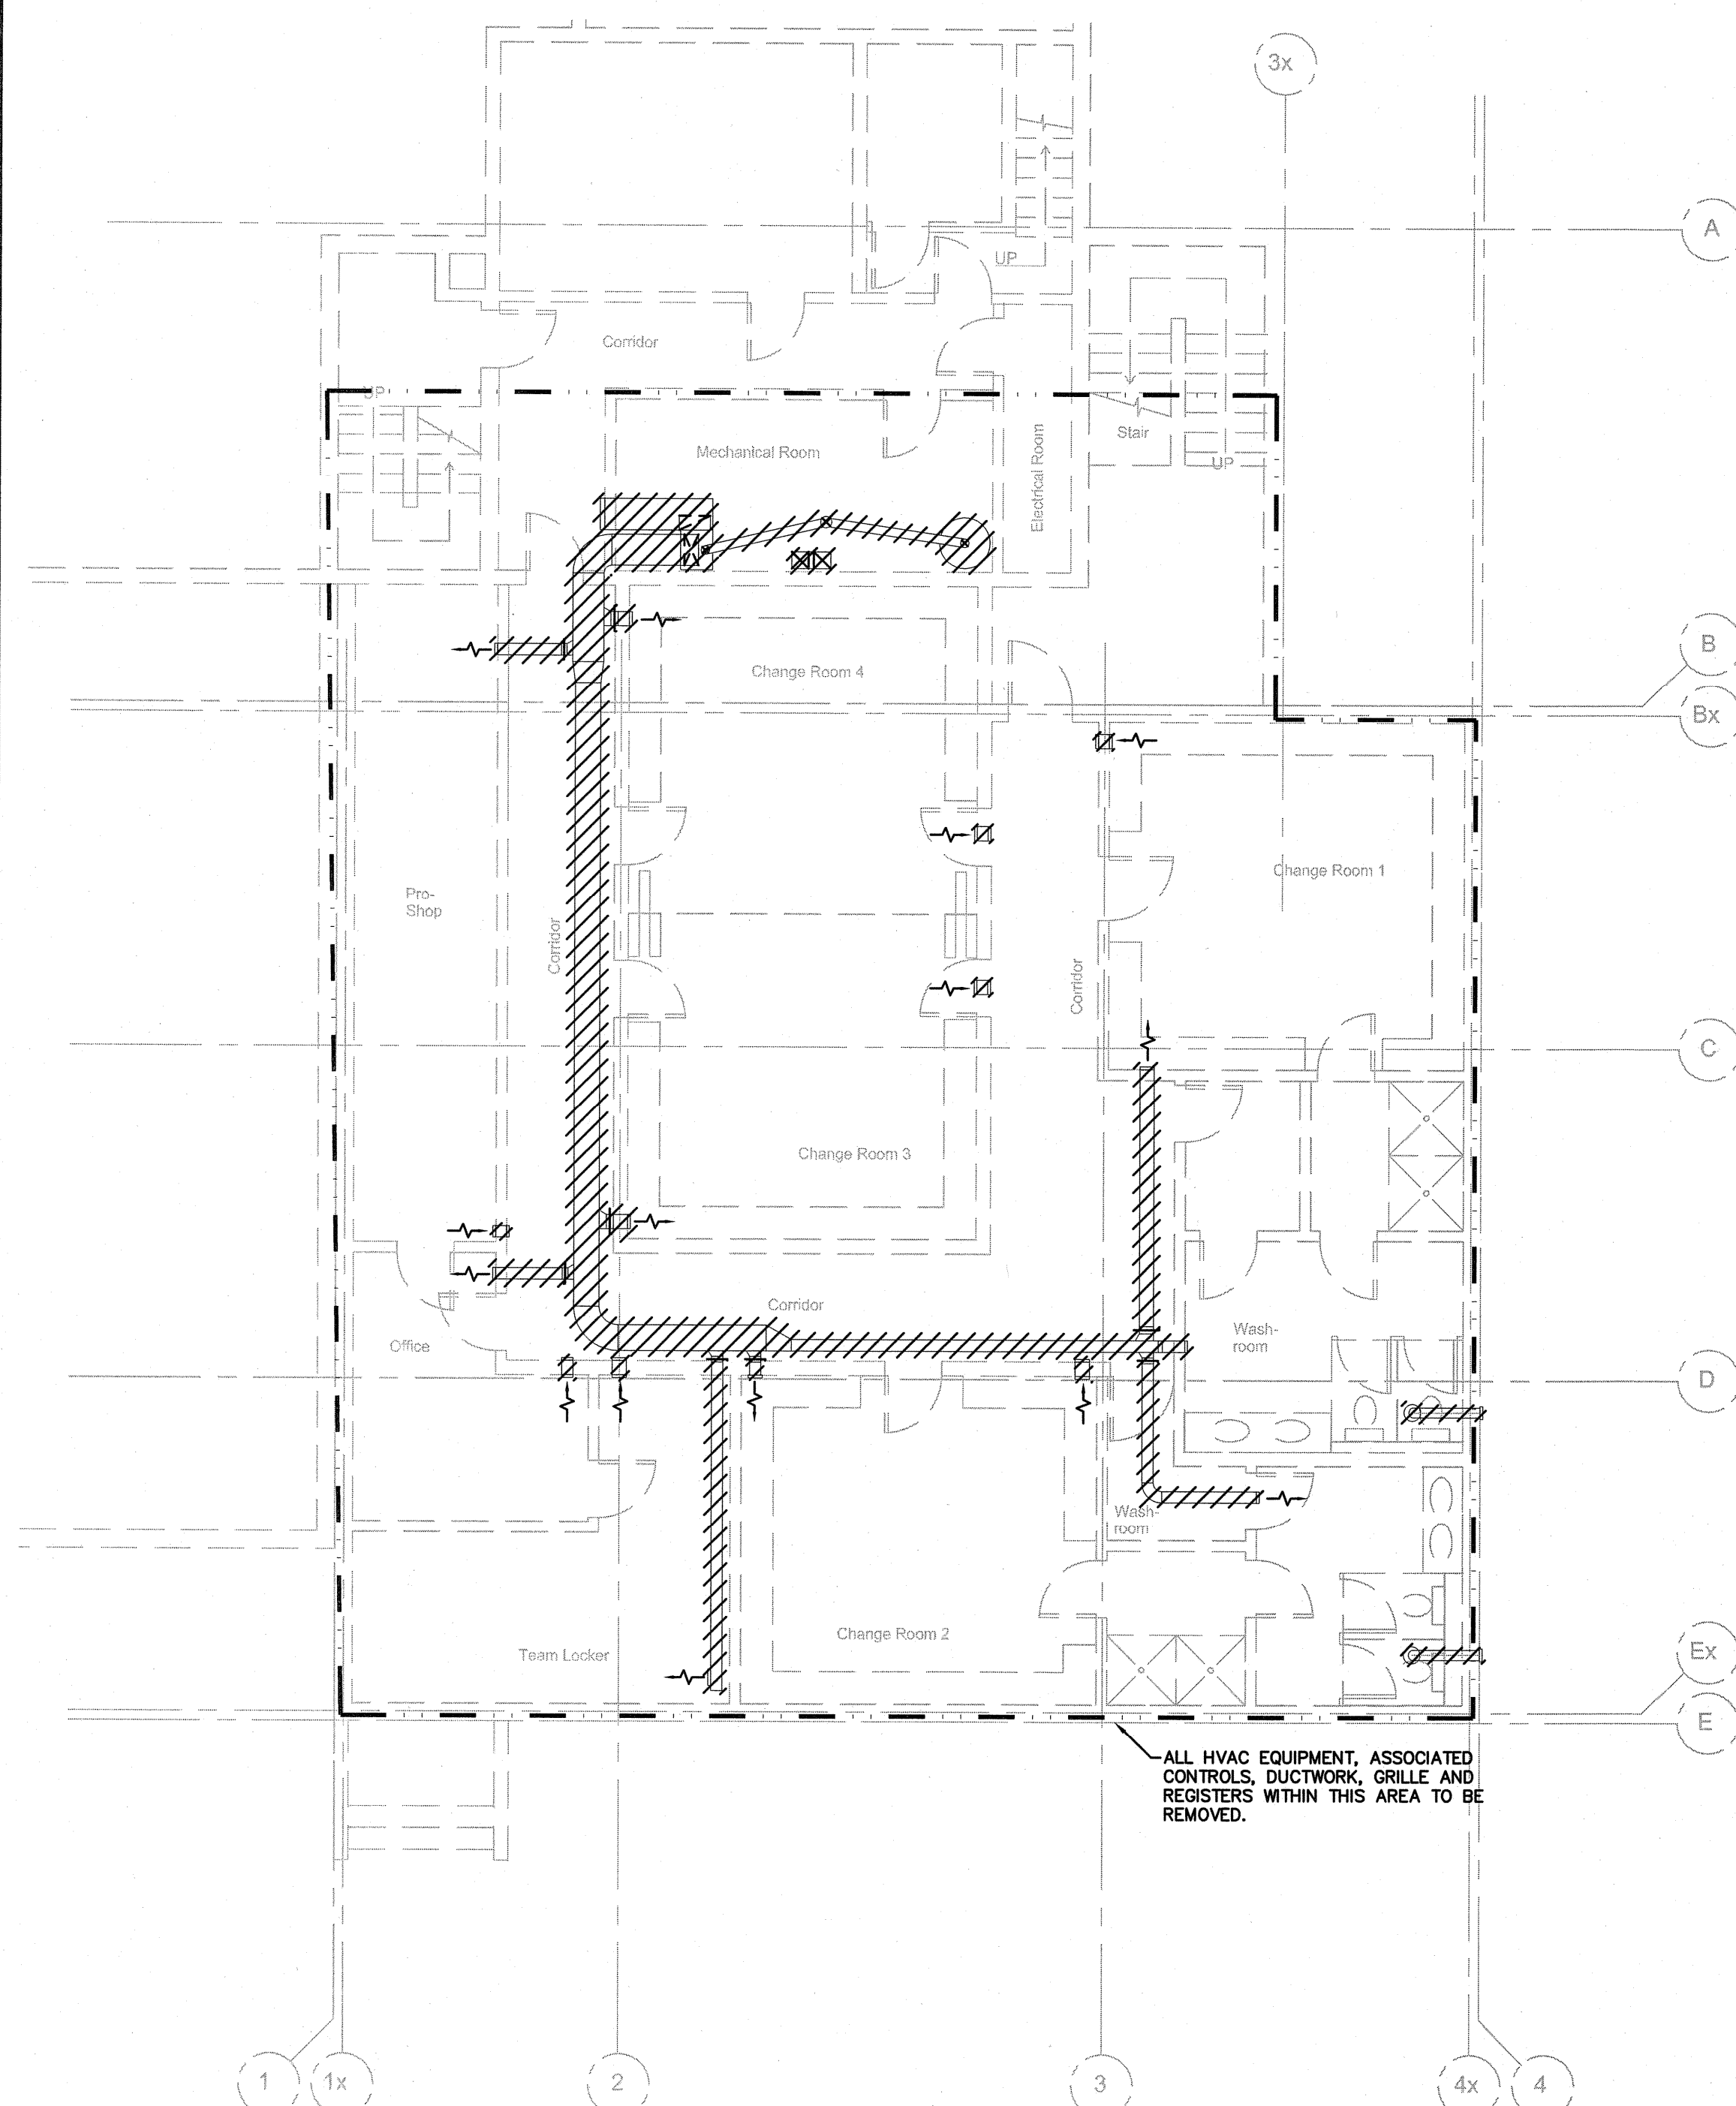 3x
A
UP
Corridor
UP
Stair
Mechanical Room
Electrical Room
UP
B
Change Room 4
Bx
Change Room 1
Pro-
Shop
Corridor
Corridor
C
Change Room 3
Corridor
Office
Wash-
room
D
Wash-
room
Change Room 2
Team Locker
Ex
E
ALL HVAC EQUIPMENT, ASSOCIATED
CONTROLS, DUCTWORK, GRILLE AND
REGISTERS WITHIN THIS AREA TO BE
REMOVED.
1
1x
2
3
4x
4